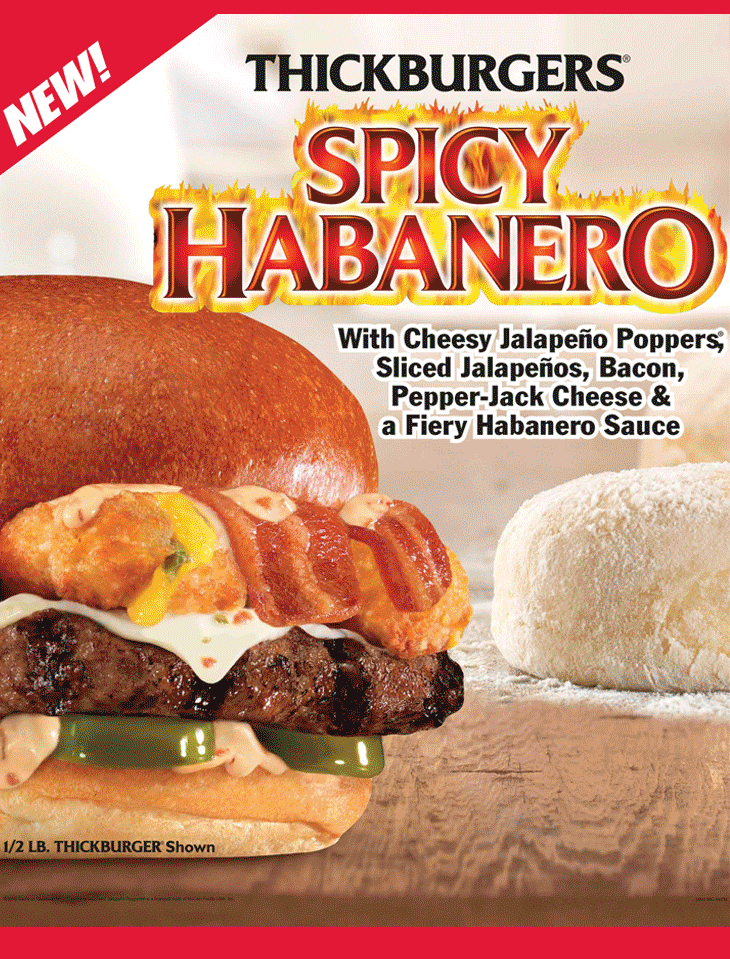 NEW!
THICKBURGERS®
SPICY
HABANERO
With Cheesy Jalapeño Poppers®,
Sliced Jalapeños, Bacon,
Pepper-Jack Cheese &
a Fiery Habanero Sauce
1/2 LB. THICKBURGER® Shown